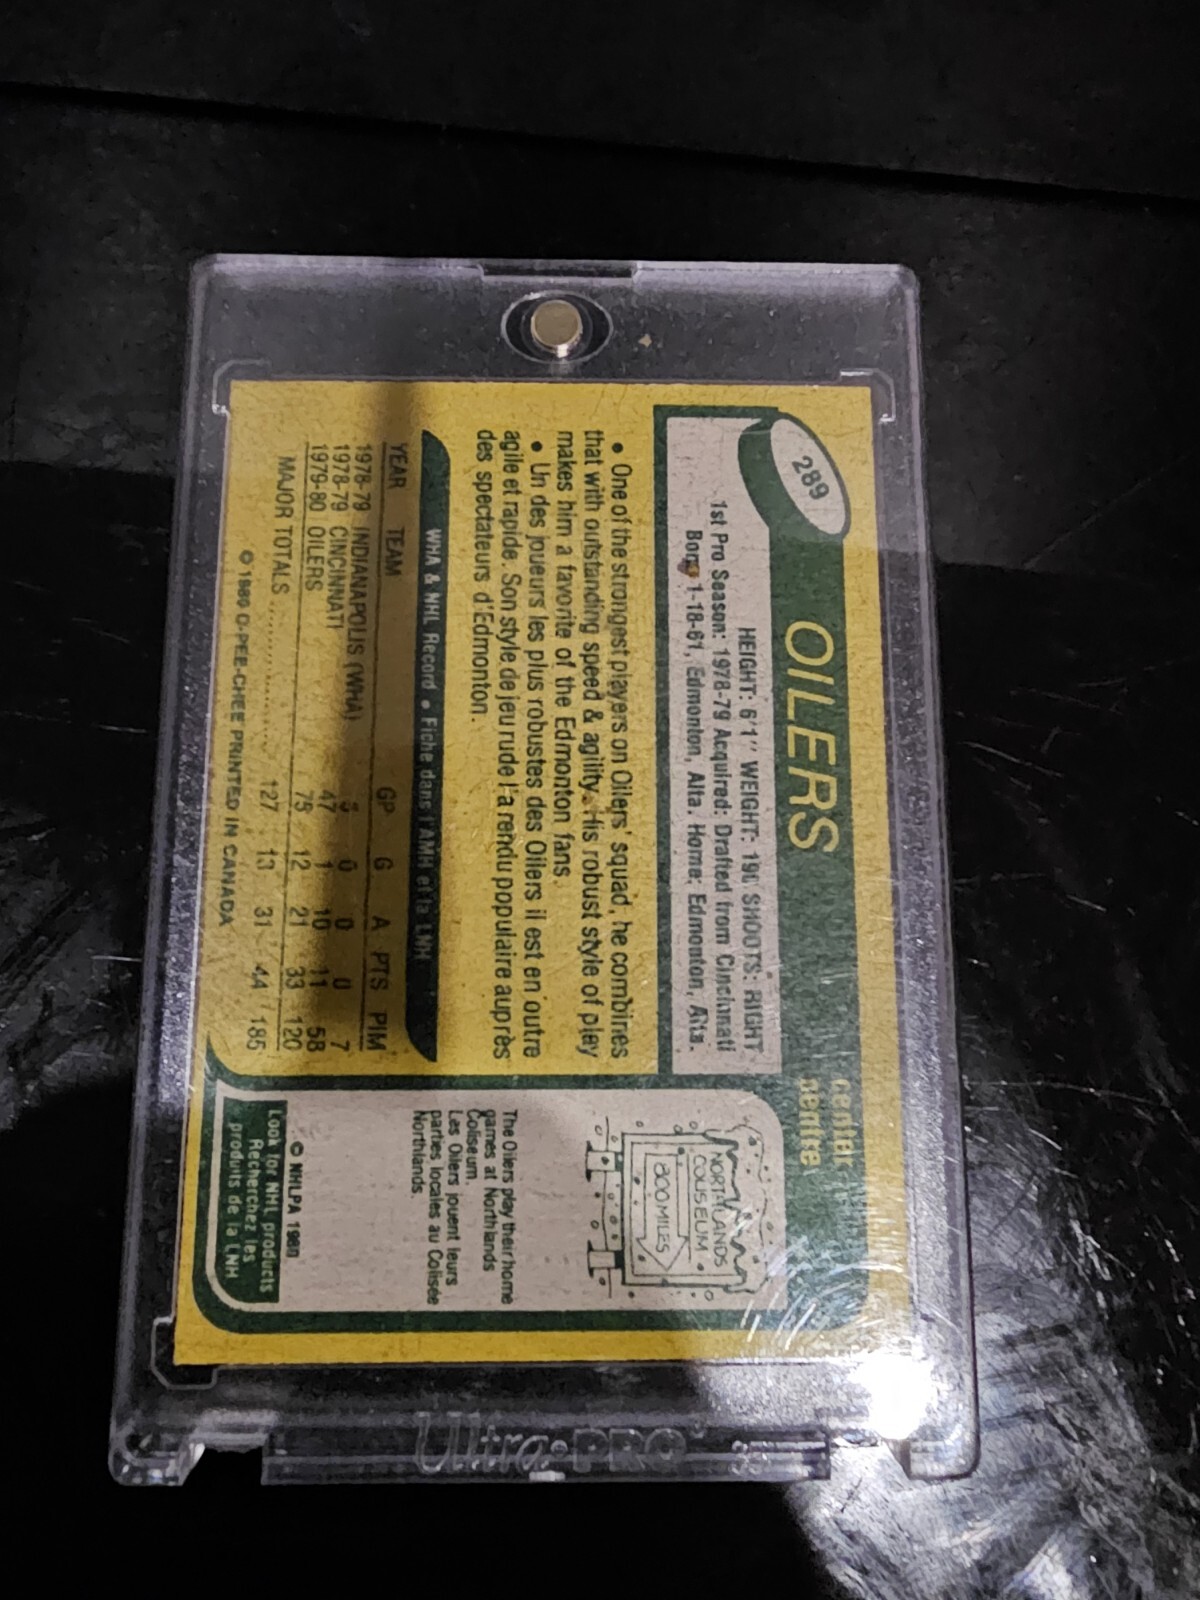 289
OILERS
center
centre
HEIGHT: 6'1" WEIGHT: 190 SHOOTS: RIGHT
1st Pro Season: 1978-79 Acquired: Drafted from Cincinnati
Born: 1-18-61, Edmonton, Alta. Home: Edmonton, Alta.
• One of the strongest players on Oilers' squad, he combines
that with outstanding speed & agility. His robust style of play
makes him a favorite of the Edmonton fans.
• Un des joueurs les plus robustes des Oilers il est en outre
agile et rapide. Son style de jeu rude l'a rendu populaire auprès
des spectateurs d'Edmonton.
WHA & NHL Record • Fiche dans l'AMH et la LNH
YEAR TEAM GP G A PTS PIM
1978-79 INDIANAPOLIS (WHA) 5 0 0 0 7
1978-79 CINCINNATI 47 1 10 11 58
1979-80 OILERS 75 12 21 33 120
MAJOR TOTALS .................... 127 13 31 44 185
© 1980 O-PEE-CHEE PRINTED IN CANADA
NORTHLANDS
COLISEUM
200 MILES
The Oilers play their home
games at Northlands
Coliseum.
Les Oilers jouent leurs
parties locales au Colisée
Northlands.
© NHLPA 1980
Look for NHL products
Recherchez les
produits de la LNH
Ultra•PRO